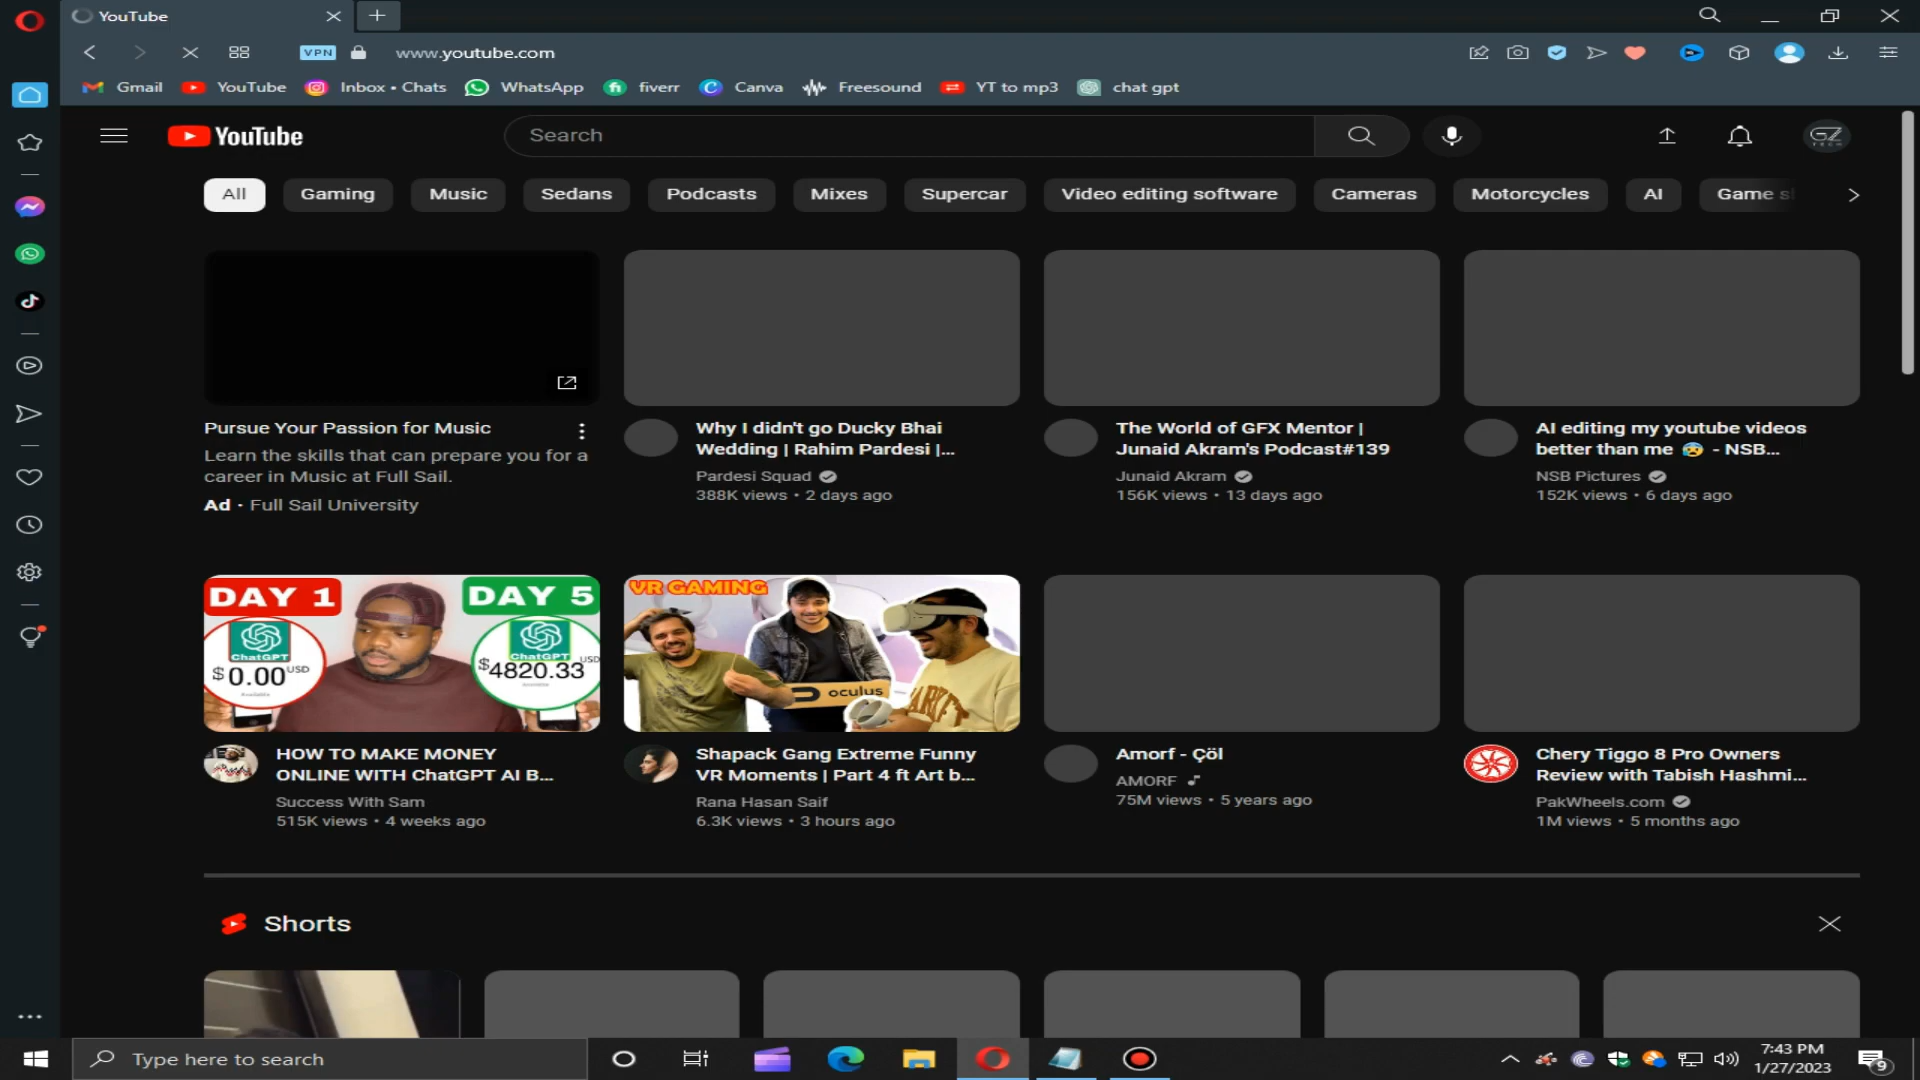 YouTube
VPN
www.youtube.com
Gmail
YouTube
Inbox • Chats
WhatsApp
fiverr
Canva
Freesound
YT to mp3
chat gpt
YouTube
Search
GZ
TECH
All
Gaming
Music
Sedans
Podcasts
Mixes
Supercar
Video editing software
Cameras
Motorcycles
AI
Game s
Pursue Your Passion for Music
Learn the skills that can prepare you for a
career in Music at Full Sail.
Ad · Full Sail University
Why I didn't go Ducky Bhai
Wedding | Rahim Pardesi |...
Pardesi Squad
388K views • 2 days ago
The World of GFX Mentor |
Junaid Akram's Podcast#139
Junaid Akram
156K views • 13 days ago
AI editing my youtube videos
better than me 😰 - NSB...
NSB Pictures
152K views • 6 days ago
DAY 1
ChatGPT
$0.00 USD
Available
DAY 5
ChatGPT
$4820.33 USD
Available
VR GAMING
oculus
HOW TO MAKE MONEY
ONLINE WITH ChatGPT AI B...
Success With Sam
515K views • 4 weeks ago
Shapack Gang Extreme Funny
VR Moments | Part 4 ft Art b...
Rana Hasan Saif
6.3K views • 3 hours ago
Amorf - Çöl
AMORF
75M views • 5 years ago
Chery Tiggo 8 Pro Owners
Review with Tabish Hashmi...
PakWheels.com
1M views • 5 months ago
Shorts
Type here to search
7:43 PM
1/27/2023
9